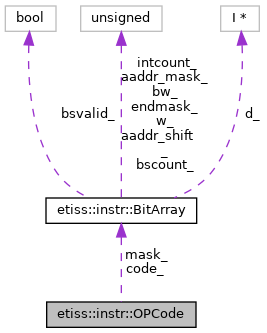 bool
unsigned
I *
intcount_
aaddr_mask_
bw_
endmask_
w_
aaddr_shift
_
bscount_
bsvalid_
d_
etiss::instr::BitArray
mask_
code_
etiss::instr::OPCode